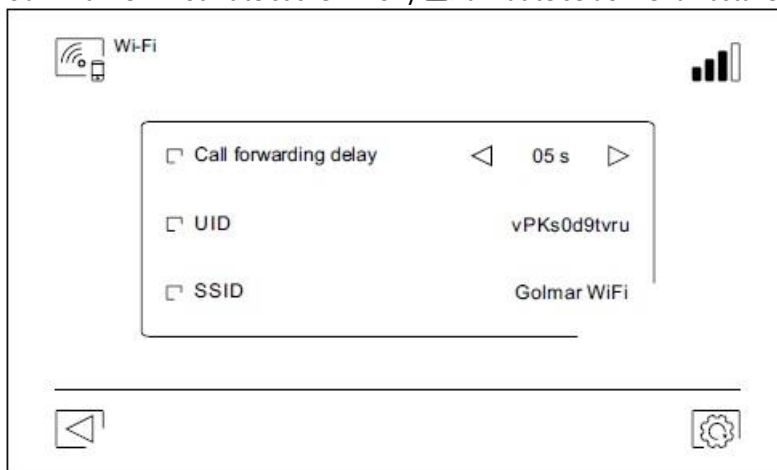 Wi-Fi
Call forwarding delay 05 s
UID vPKs0d9tvru
SSID Golmar WiFi